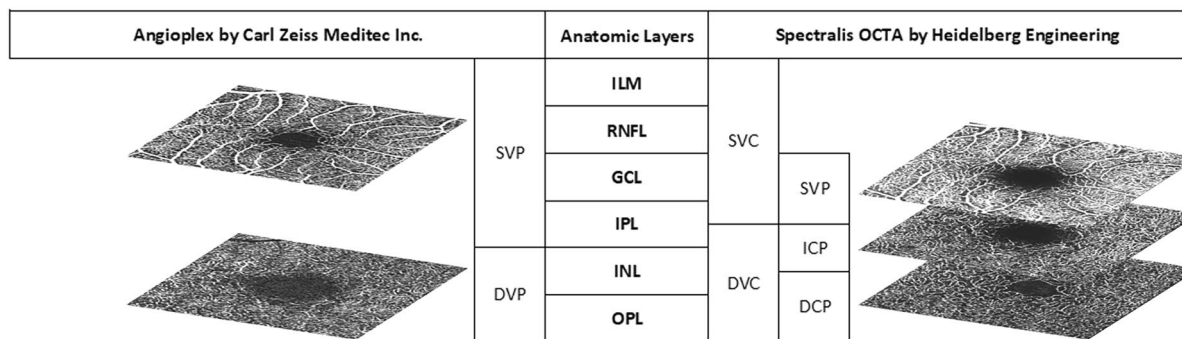 Angioplex by Carl Zeiss Meditec Inc. Anatomic Layers Spectralis OCTA by Heidelberg Engineering
ILM
RNFL
SVP SVC
GCL
SVP
IPL
ICP
INL
DVP DVC
DCP
OPL